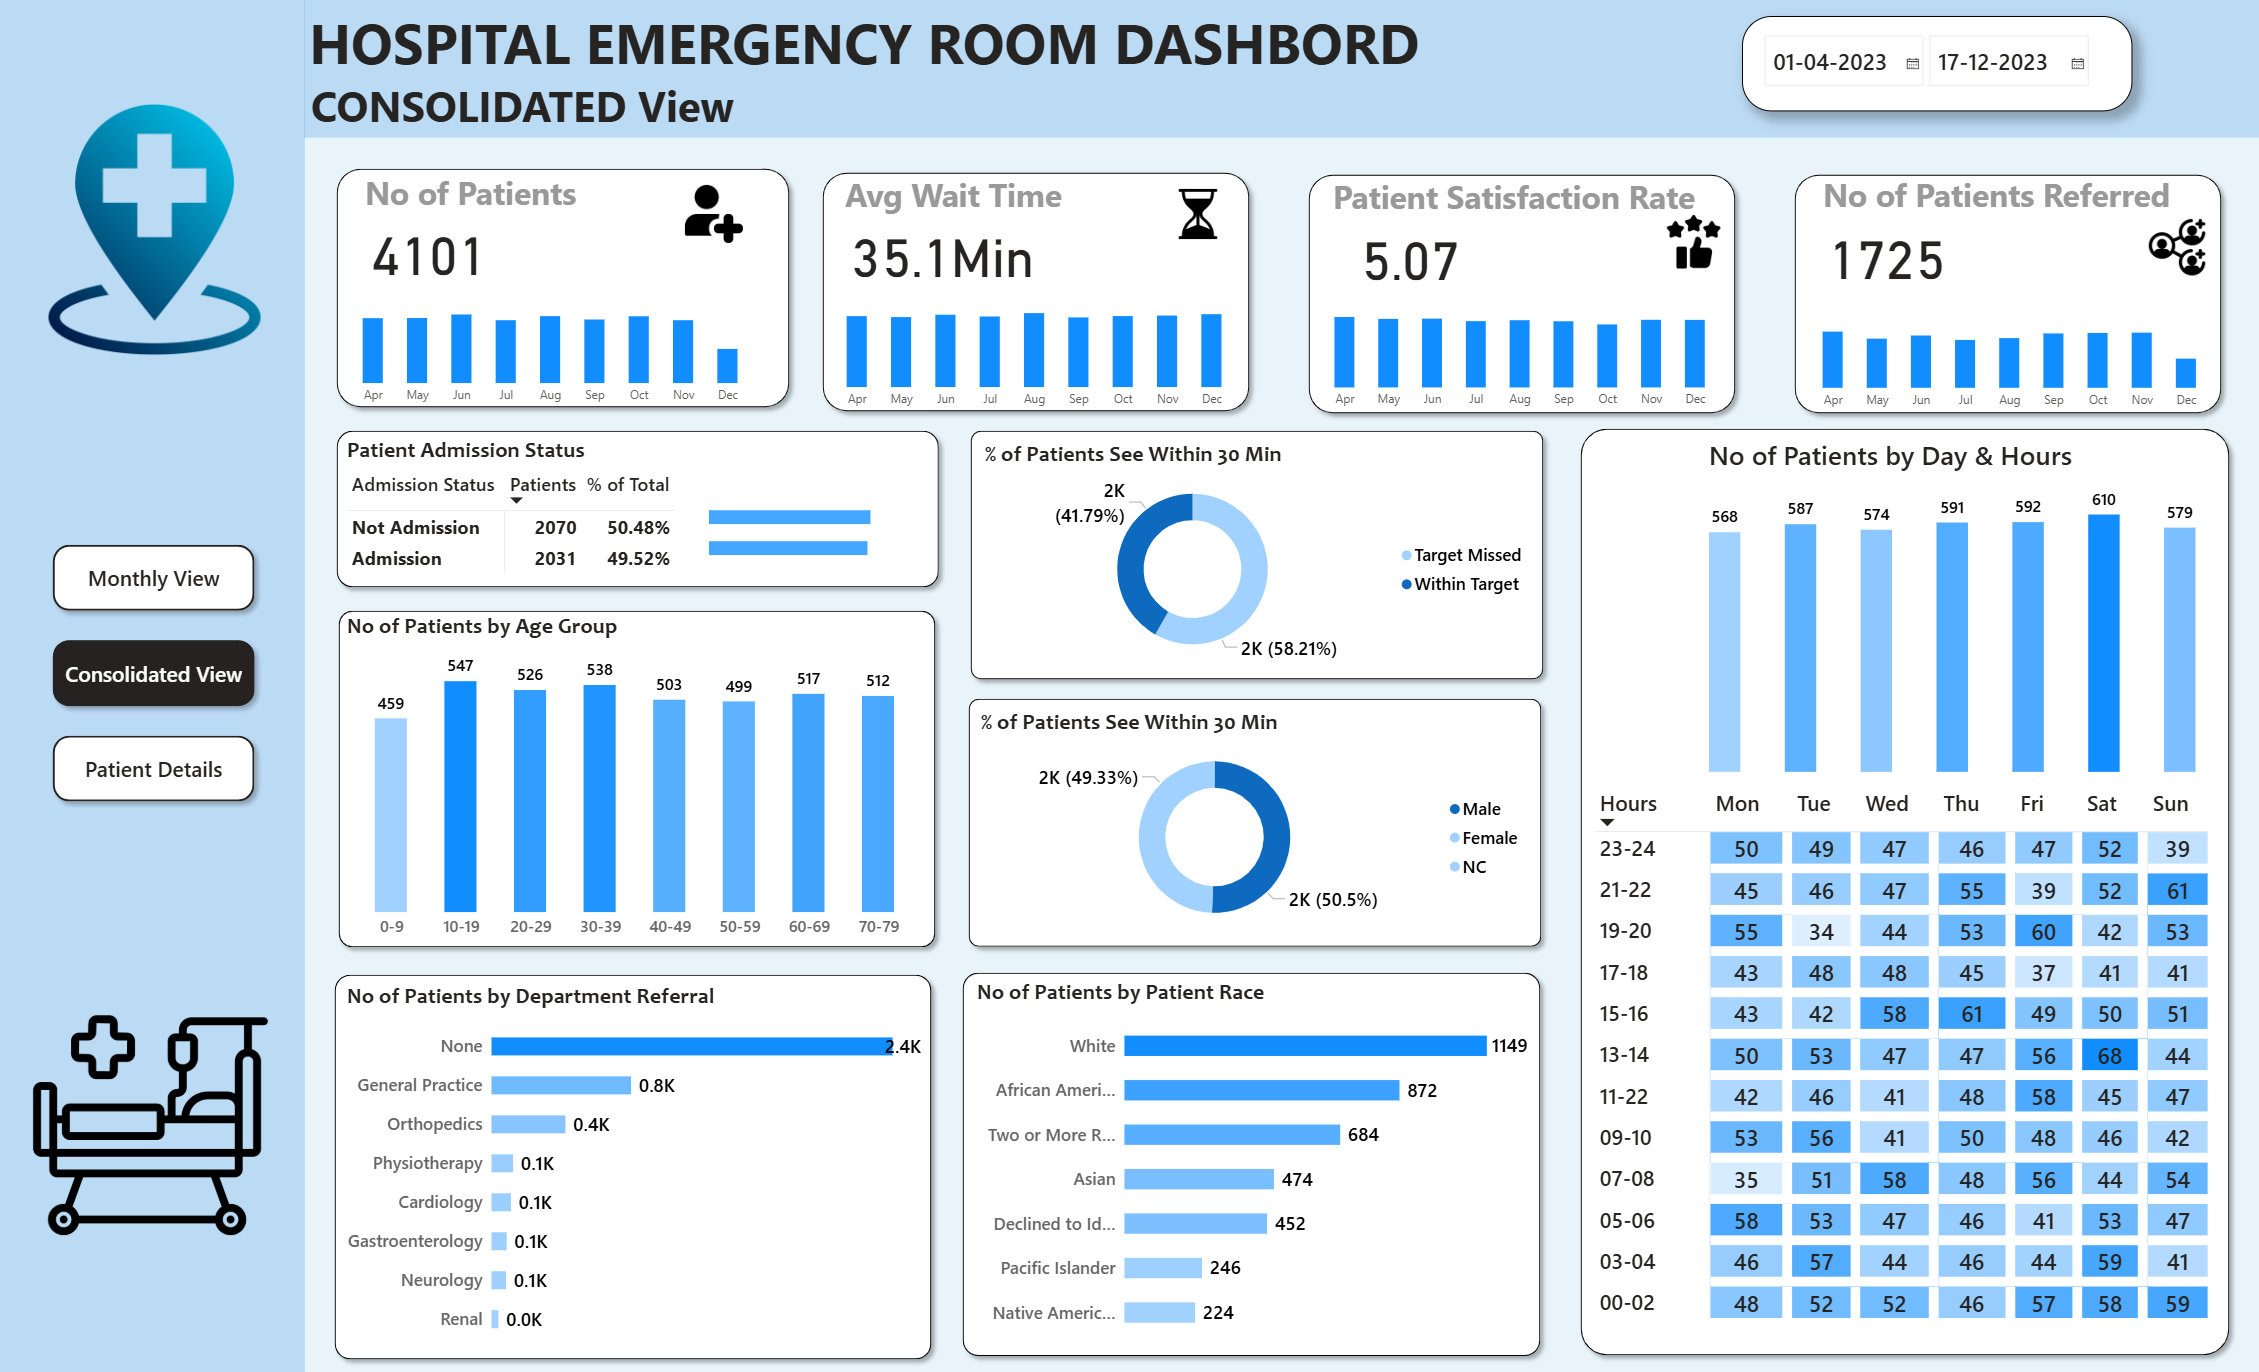 HOSPITAL EMERGENCY ROOM DASHBORD
CONSOLIDATED View
01-04-2023 17-12-2023
Monthly View
Consolidated View
Patient Details
No of Patients
4101
Apr May Jun Jul Aug Sep Oct Nov Dec
Avg Wait Time
35.1Min
Apr May Jun Jul Aug Sep Oct Nov Dec
Patient Satisfaction Rate
5.07
Apr May Jun Jul Aug Sep Oct Nov Dec
No of Patients Referred
1725
Apr May Jun Jul Aug Sep Oct Nov Dec
Patient Admission Status
Admission Status Patients % of Total
Not Admission 2070 50.48%
Admission 2031 49.52%
No of Patients by Age Group
459 547 526 538 503 499 517 512
0-9 10-19 20-29 30-39 40-49 50-59 60-69 70-79
No of Patients by Department Referral
None 2.4K
General Practice 0.8K
Orthopedics 0.4K
Physiotherapy 0.1K
Cardiology 0.1K
Gastroenterology 0.1K
Neurology 0.1K
Renal 0.0K
% of Patients See Within 30 Min
2K
(41.79%)
Target Missed
Within Target
2K (58.21%)
% of Patients See Within 30 Min
2K (49.33%)
Male
Female
NC
2K (50.5%)
No of Patients by Patient Race
White 1149
African Ameri... 872
Two or More R... 684
Asian 474
Declined to Id... 452
Pacific Islander 246
Native Americ... 224
No of Patients by Day & Hours
568 587 574 591 592 610 579
Hours Mon Tue Wed Thu Fri Sat Sun
23-24 50 49 47 46 47 52 39
21-22 45 46 47 55 39 52 61
19-20 55 34 44 53 60 42 53
17-18 43 48 48 45 37 41 41
15-16 43 42 58 61 49 50 51
13-14 50 53 47 47 56 68 44
11-22 42 46 41 48 58 45 47
09-10 53 56 41 50 48 46 42
07-08 35 51 58 48 56 44 54
05-06 58 53 47 46 41 53 47
03-04 46 57 44 46 44 59 41
00-02 48 52 52 46 57 58 59